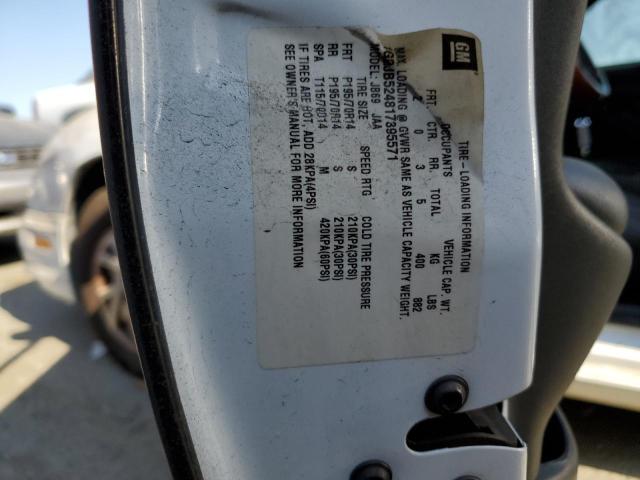 GM
TIRE-LOADING INFORMATION
OCCUPANTS VEHICLE CAP. WT.
FRT. CTR. RR. TOTAL KG LBS
2 0 3 5 400 882
MAX. LOADING @ GVWR SAME AS VEHICLE CAPACITY WEIGHT.
JB524817395571
MODEL: JB69 JAA
TIRE SIZE SPEED RTG COLD TIRE PRESSURE
FRT P195/70R14 S 210KPA(30PSI)
RR P195/70R14 S 210KPA(30PSI)
SPA T115/70D14 M 420KPA(60PSI)
IF TIRES ARE HOT, ADD 28KPA(4PSI)
SEE OWNER'S MANUAL FOR MORE INFORMATION